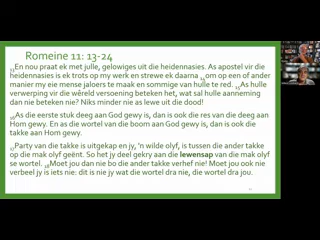 Romeine 11: 13-24
13En nou praat ek met julle, gelowiges uit die heidennasies. As apostel vir die
heidennasies is ek trots op my werk en strewe ek daarna 14om op een of ander
manier my eie mense jaloers te maak en sommige van hulle te red. 15As hulle
verwerping vir die wêreld versoening beteken het, wat sal hulle aanneming
dan nie beteken nie? Niks minder nie as lewe uit die dood!
16As die eerste stuk deeg aan God gewy is, dan is ook die res van die deeg aan
Hom gewy. En as die wortel van die boom aan God gewy is, dan is ook die
takke aan Hom gewy.
17Party van die takke is uitgekap en jy, 'n wilde olyf, is tussen die ander takke
op die mak olyf geënt. So het jy deel gekry aan die lewensap van die mak olyf
se wortel. 18Moet jou dan nie bo die ander takke verhef nie! Moet jou ook nie
verbeel jy is iets nie: dit is nie jy wat die wortel dra nie, die wortel dra jou.